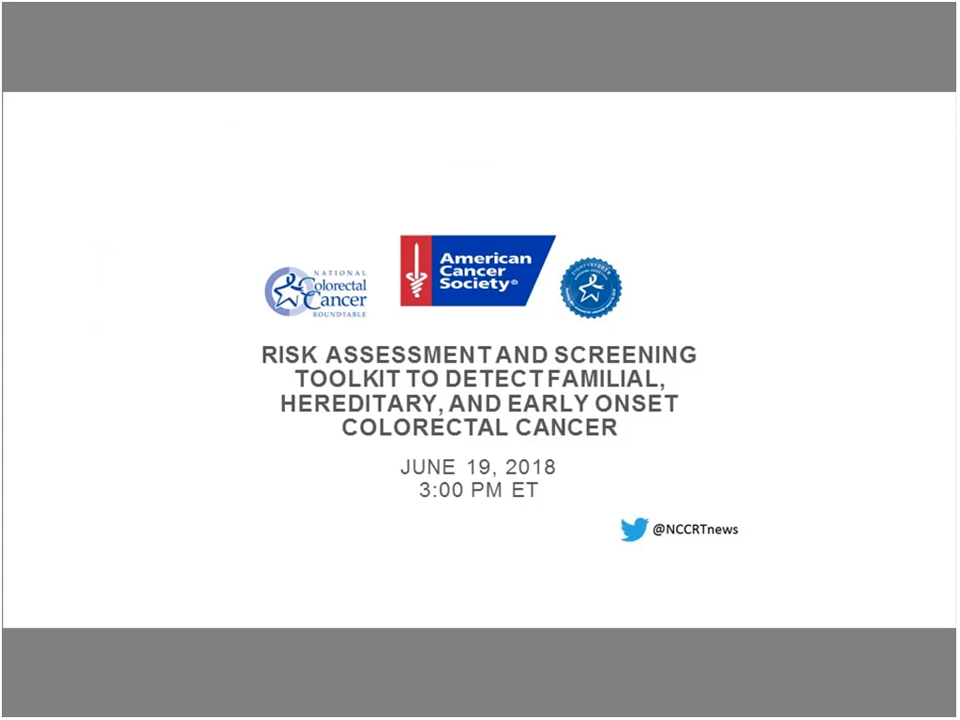 NATIONAL
Colorectal
Cancer
ROUNDTABLE
American
Cancer
Society®
RISK ASSESSMENT AND SCREENING
TOOLKIT TO DETECT FAMILIAL,
HEREDITARY, AND EARLY ONSET
COLORECTAL CANCER
JUNE 19, 2018
3:00 PM ET
@NCCRTnews